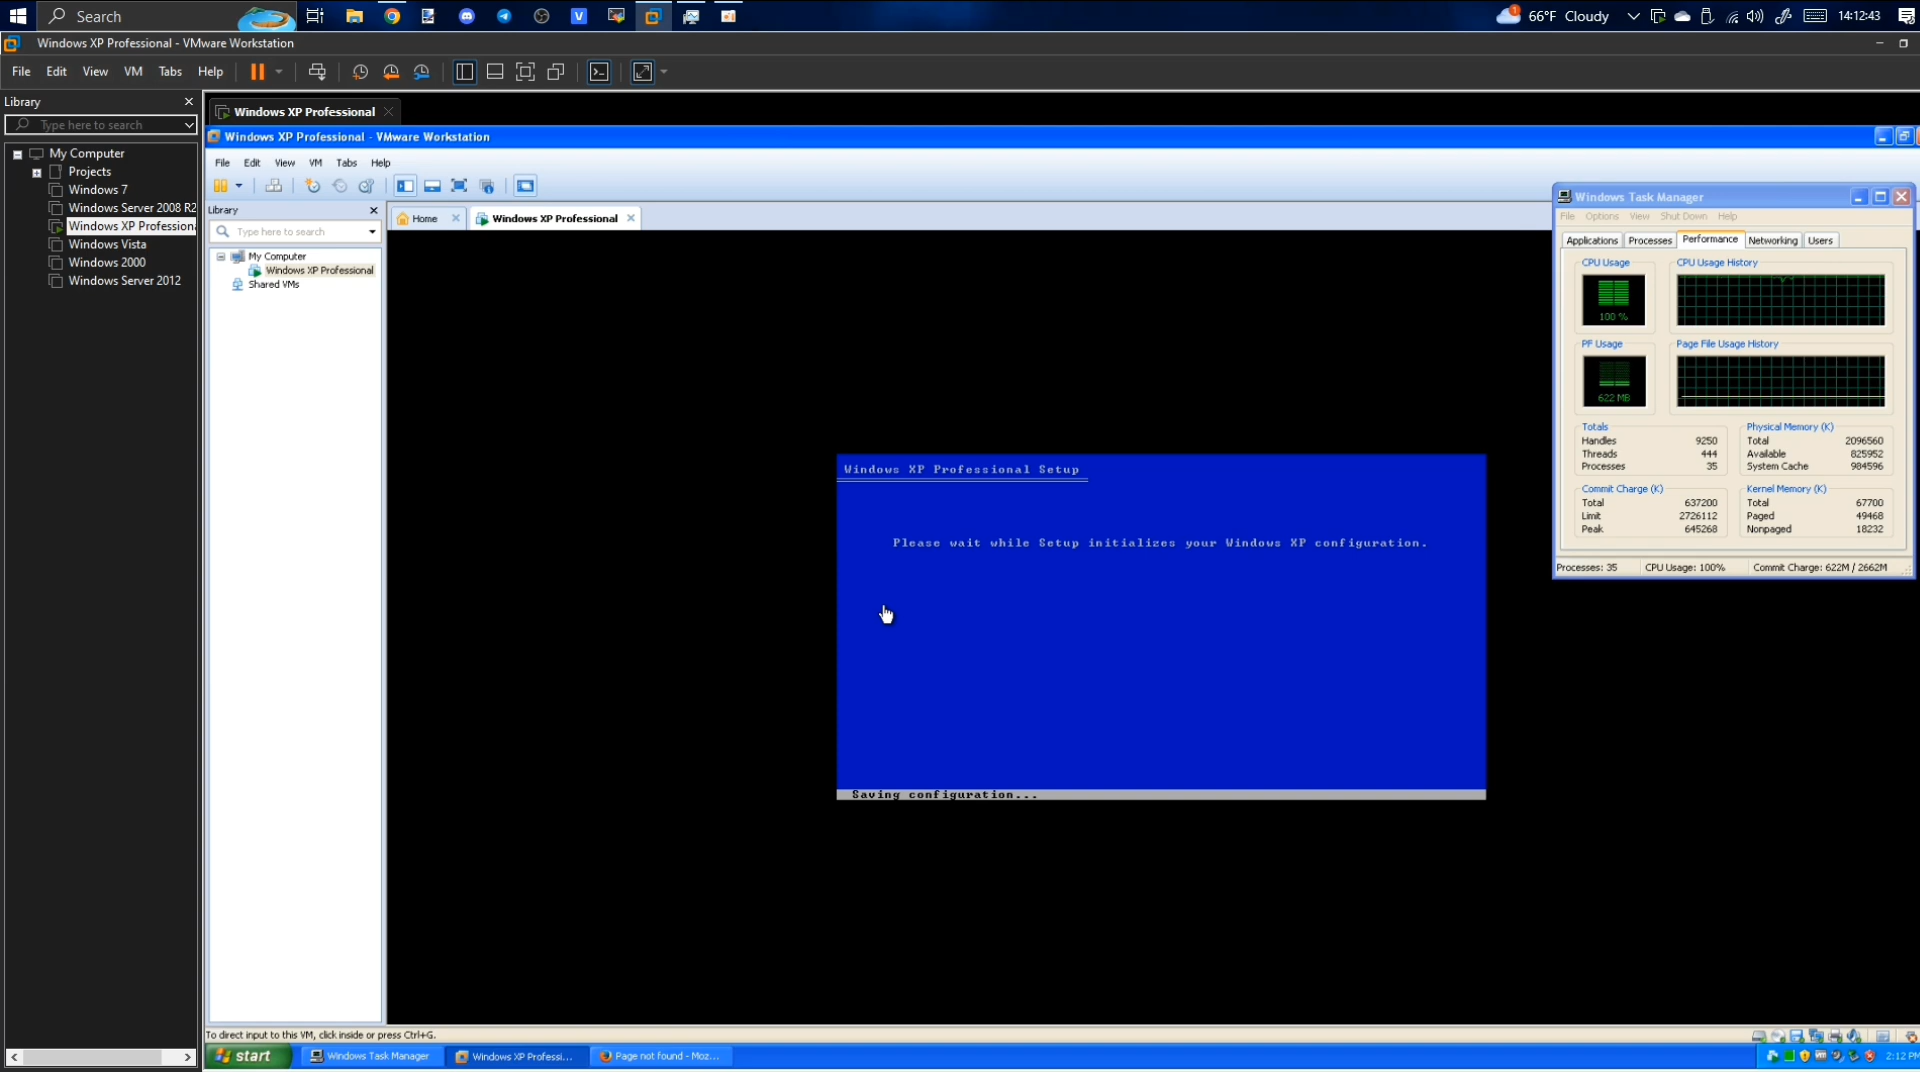 Search
1
66°F Cloudy
14:12:43
Windows XP Professional - VMware Workstation
File Edit View VM Tabs Help
Library
Type here to search
My Computer
Projects
Windows 7
Windows Server 2008 R2
Windows XP Professiona
Windows Vista
Windows 2000
Windows Server 2012
Windows XP Professional
Windows XP Professional - VMware Workstation
File Edit View VM Tabs Help
Library
Type here to search
My Computer
Windows XP Professional
Shared VMs
Home
Windows XP Professional
Windows XP Professional Setup
Please wait while Setup initializes your Windows XP configuration.
Saving configuration...
Windows Task Manager
File Options View Shut Down Help
Applications Processes Performance Networking Users
CPU Usage
CPU Usage History
100 %
PF Usage
Page File Usage History
622 MB
Totals
Handles 9250
Threads 444
Processes 35
Physical Memory (K)
Total 2096560
Available 825952
System Cache 984596
Commit Charge (K)
Total 637200
Limit 2726112
Peak 645268
Kernel Memory (K)
Total 67700
Paged 49468
Nonpaged 18232
Processes: 35 CPU Usage: 100% Commit Charge: 622M / 2662M
To direct input to this VM, click inside or press Ctrl+G.
start
Windows Task Manager
Windows XP Professi...
Page not found - Moz...
2:12 PM